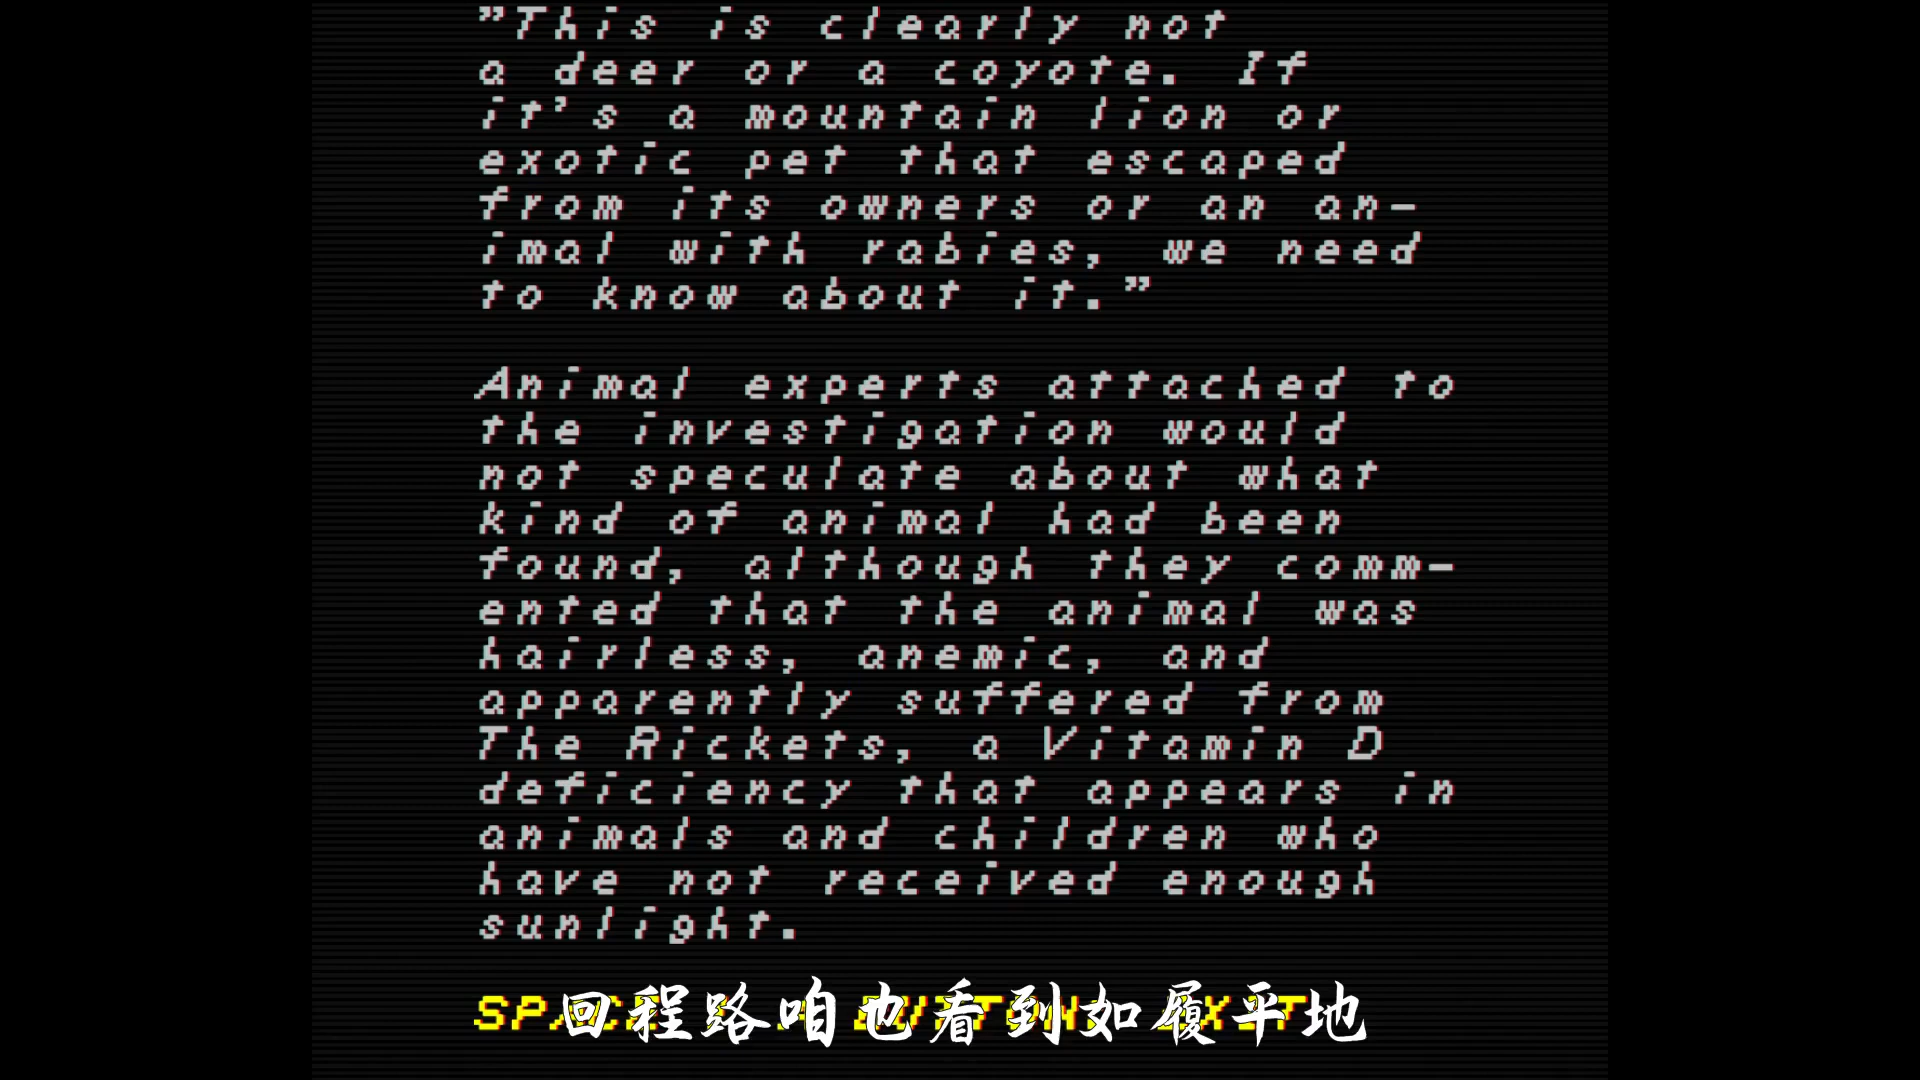 "This is clearly not
a deer or a coyote. If
it's a mountain lion or
exotic pet that escaped
from its owners or an an-
imal with rabies, we need
to know about it."
Animal experts attached to
the investigation would
not speculate about what
kind of animal had been
found, although they comm-
ented that the animal was
hairless, anemic, and
apparently suffered from
The Rickets, a Vitamin D
deficiency that appears in
animals and children who
have not received enough
sunlight.
回程路咱也看到如履平地